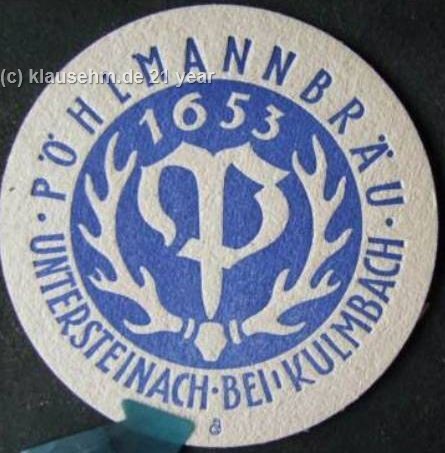 (c) klausehm.de 21 year
· PÖHLMANNBRÄU ·
1653
P
UNTERSTEINACH · BEI KULMBACH